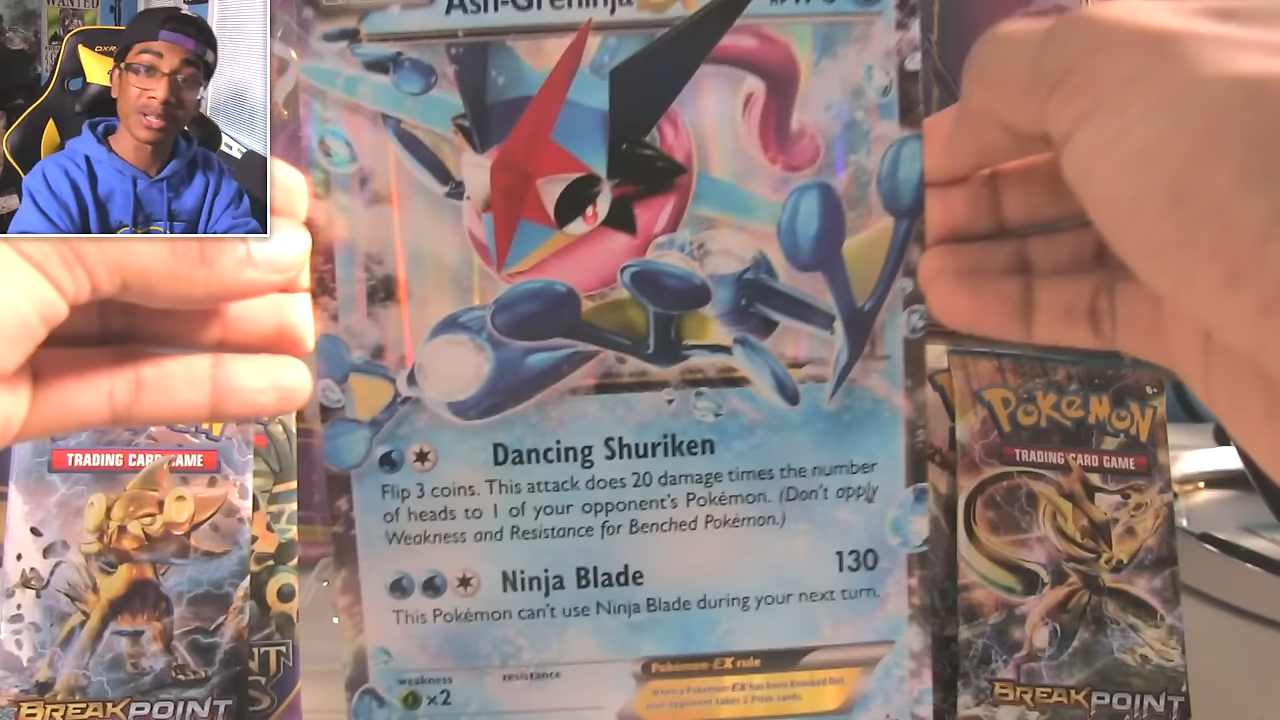 WANTED
DXR
Ash-Greninja EX
Dancing Shuriken
Flip 3 coins. This attack does 20 damage times the number
of heads to 1 of your opponent's Pokémon. (Don't apply
Weakness and Resistance for Benched Pokémon.)
Ninja Blade 130
This Pokémon can't use Ninja Blade during your next turn.
weakness resistance
×2
Pokémon-EX rule
When a Pokémon-EX has been Knocked Out,
your opponent takes 2 Prize cards.
TRADING CARD GAME
BREAKPOINT
POKéMON
6+
TRADING CARD GAME
BREAKPOINT